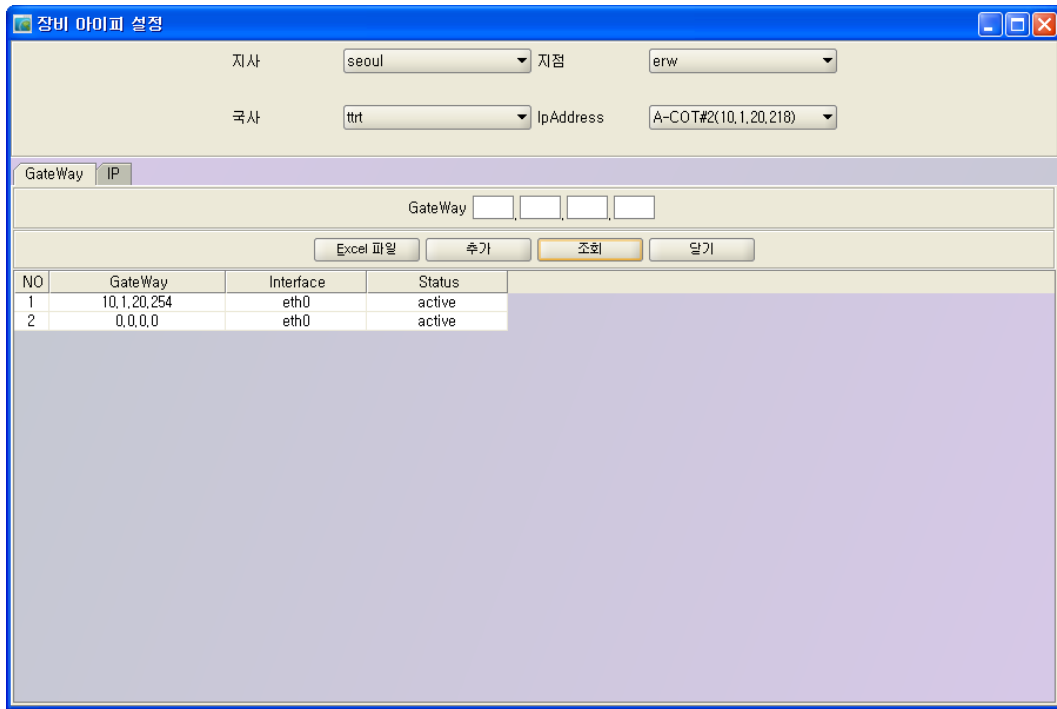 장비 아이피 설정
지사 seoul 지점 erw
국사 ttrt IpAddress A-COT#2(10,1,20,218)
GateWay IP
GateWay . . .
Excel 파일 추가 조회 닫기
NO GateWay Interface Status
1 10,1,20,254 eth0 active
2 0,0,0,0 eth0 active